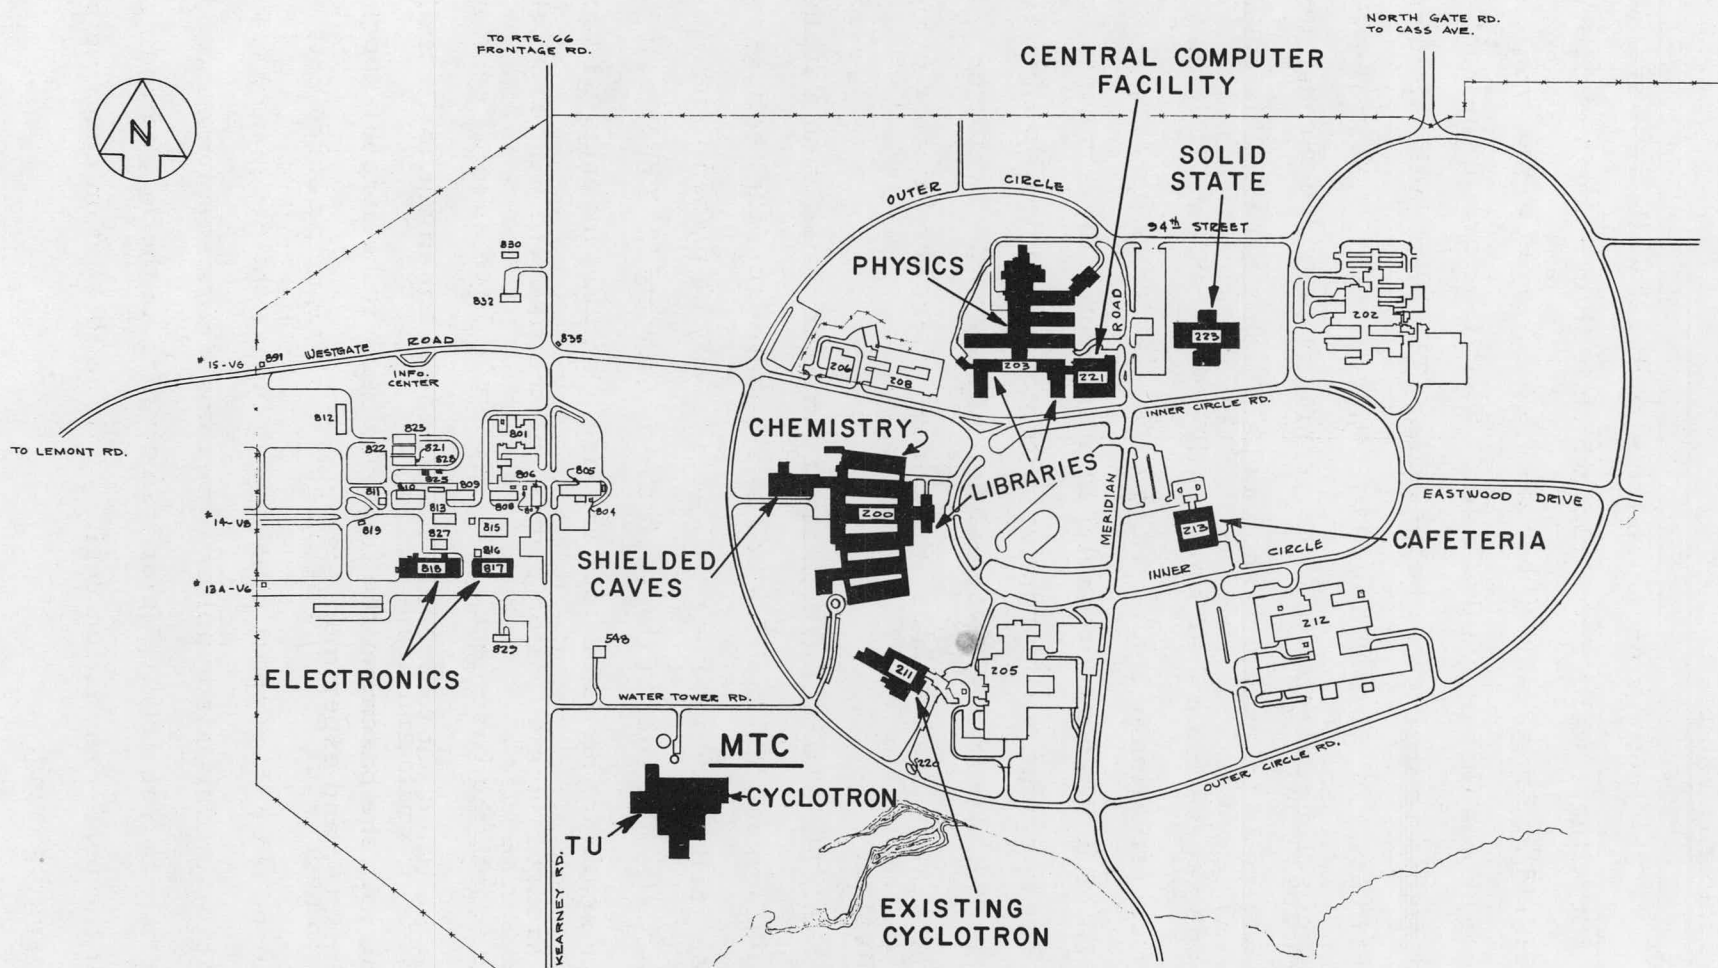 TO RTE. 66
FRONTAGE RD.
NORTH GATE RD.
TO CASS AVE.
CENTRAL COMPUTER
FACILITY
N
SOLID
STATE
OUTER CIRCLE
94TH STREET
830
832
PHYSICS
ROAD
202
223
835
# 15-VG
891
WESTGATE ROAD
INFO.
CENTER
206
208
203
221
INNER CIRCLE RD.
812
TO LEMONT RD.
823
822
821
828
801
CHEMISTRY
LIBRARIES
825
806
805
811
810
809
808
804
813
815
819
827
816
# 14-VB
200
MERIDIAN
EASTWOOD DRIVE
213
CAFETERIA
INNER CIRCLE
818
817
# 13A-VG
SHIELDED
CAVES
829
548
212
ELECTRONICS
211
205
WATER TOWER RD.
MTC
220
OUTER CIRCLE RD.
CYCLOTRON
TU
KEARNEY RD.
EXISTING
CYCLOTRON